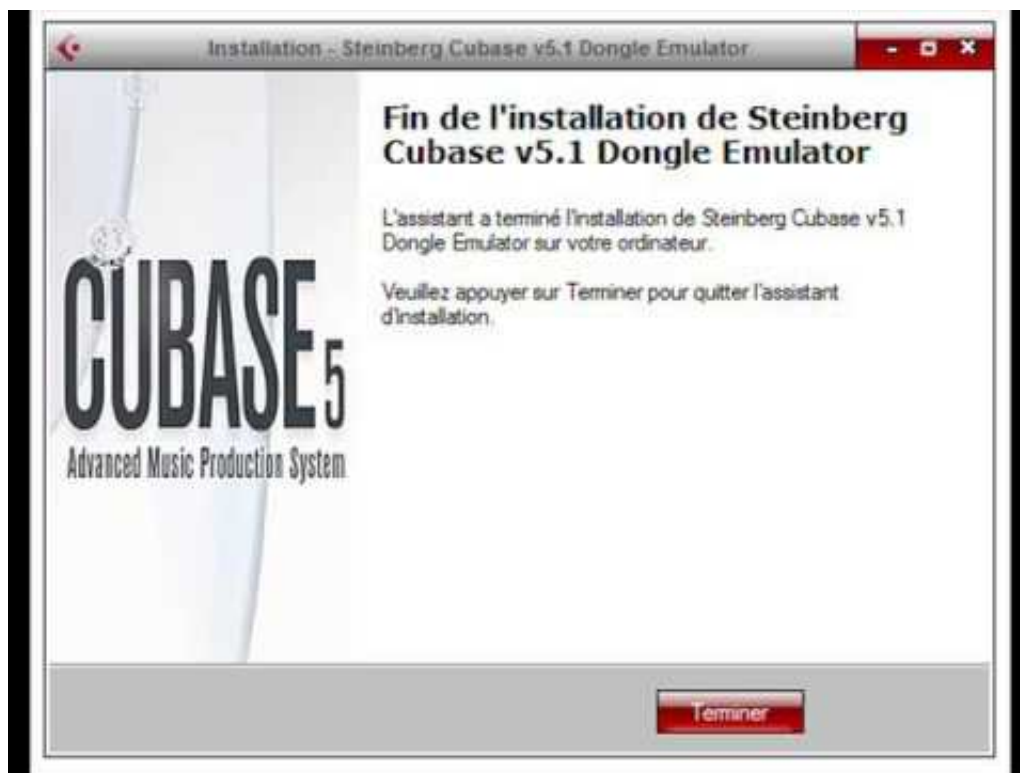 Installation - Steinberg Cubase v5.1 Dongle Emulator
Fin de l'installation de Steinberg
Cubase v5.1 Dongle Emulator
L'assistant a terminé l'installation de Steinberg Cubase v5.1
Dongle Emulator sur votre ordinateur.
Veuillez appuyer sur Terminer pour quitter l'assistant
d'installation.
CUBASE 5
Advanced Music Production System
Terminer